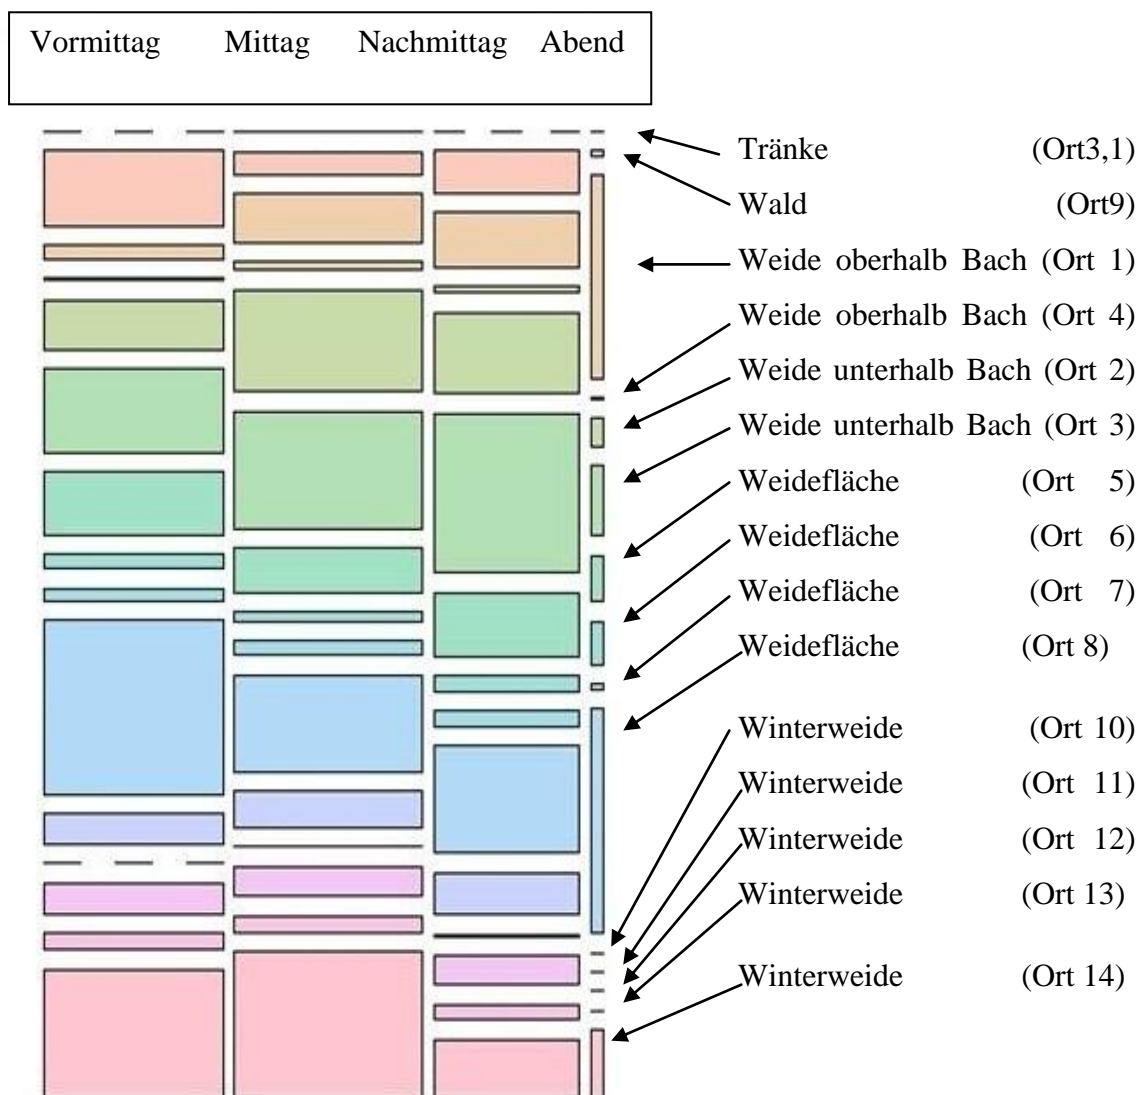 Vormittag Mittag Nachmittag Abend
Tränke (Ort3,1)
Wald (Ort9)
Weide oberhalb Bach (Ort 1)
Weide oberhalb Bach (Ort 4)
Weide unterhalb Bach (Ort 2)
Weide unterhalb Bach (Ort 3)
Weidefläche (Ort 5)
Weidefläche (Ort 6)
Weidefläche (Ort 7)
Weidefläche (Ort 8)
Winterweide (Ort 10)
Winterweide (Ort 11)
Winterweide (Ort 12)
Winterweide (Ort 13)
Winterweide (Ort 14)